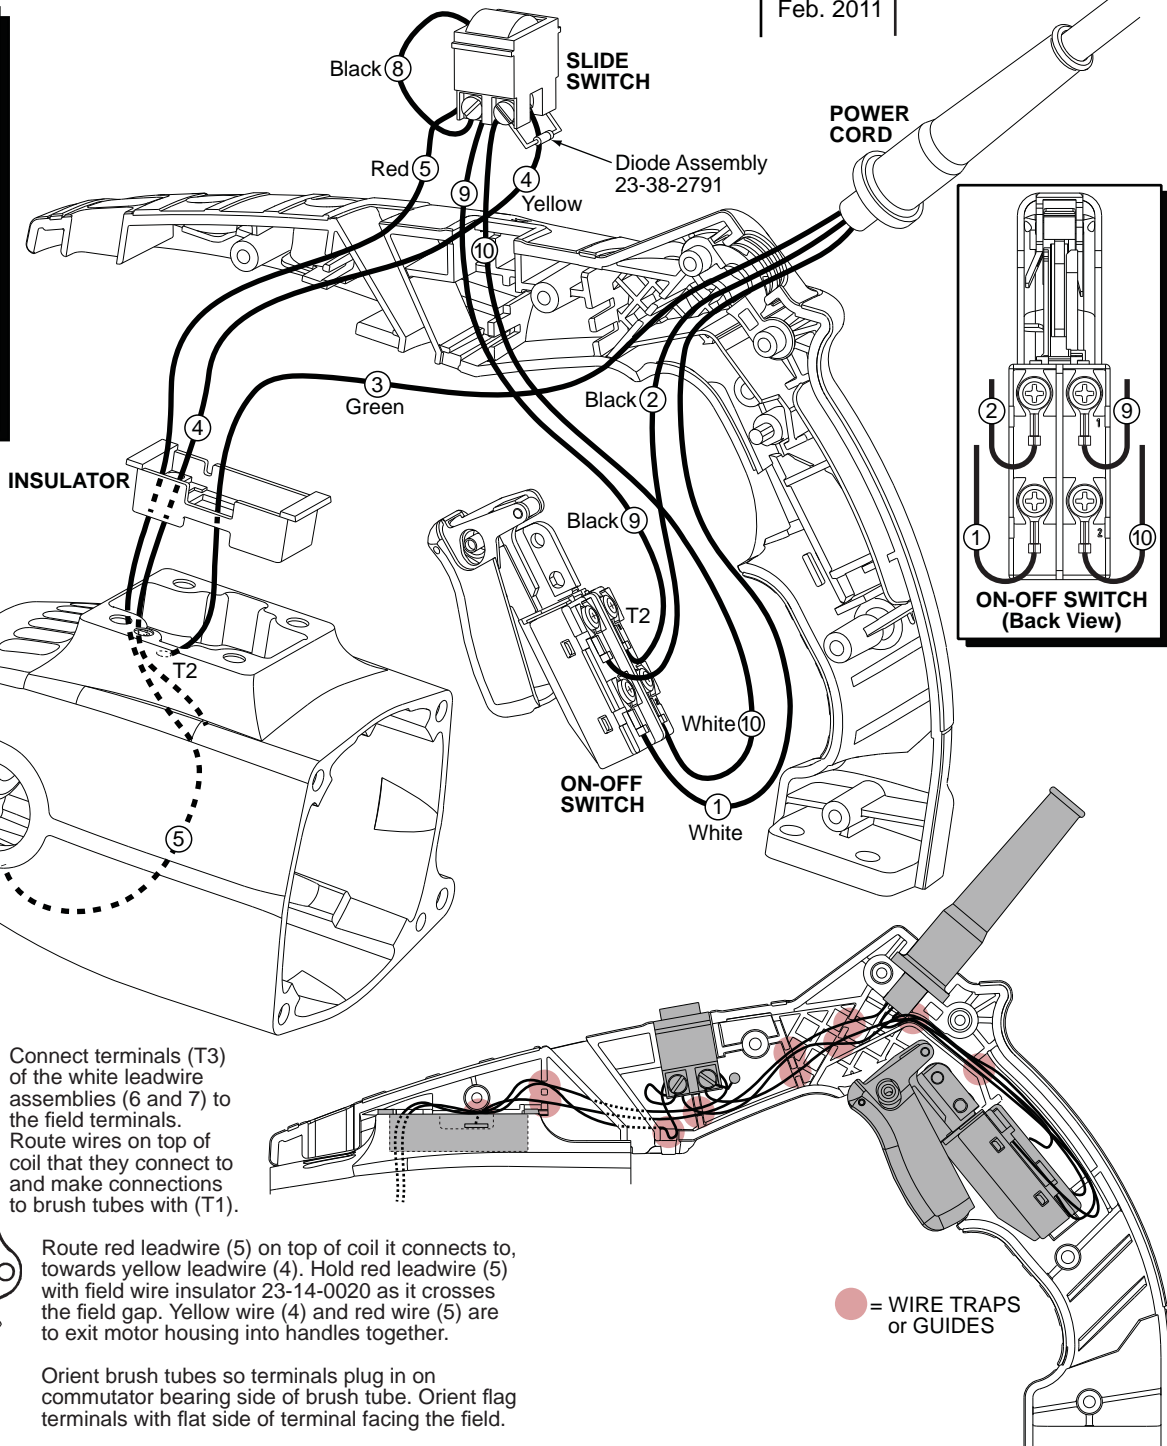 Feb. 2011
SLIDE
SWITCH
Black 8
POWER
CORD
Diode Assembly
23-38-2791
Red 5
9
4
Yellow
10
3
Green
Black 2
4
INSULATOR
Black 9
T2
T2
White 10
ON-OFF
SWITCH
1
White
5
2
9
1
1
2
10
ON-OFF SWITCH
(Back View)
Connect terminals (T3)
of the white leadwire
assemblies (6 and 7) to
the field terminals.
Route wires on top of
coil that they connect to
and make connections
to brush tubes with (T1).
Route red leadwire (5) on top of coil it connects to,
towards yellow leadwire (4). Hold red leadwire (5)
with field wire insulator 23-14-0020 as it crosses
the field gap. Yellow wire (4) and red wire (5) are
to exit motor housing into handles together.
= WIRE TRAPS
or GUIDES
Orient brush tubes so terminals plug in on
commutator bearing side of brush tube. Orient flag
terminals with flat side of terminal facing the field.